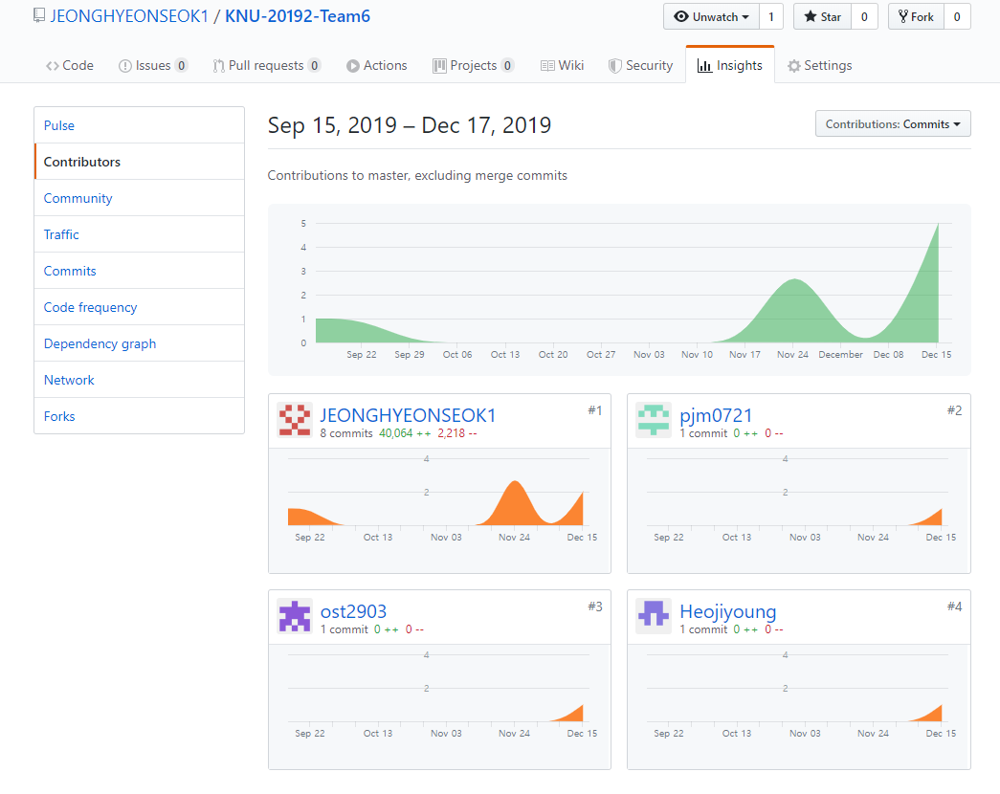 JEONGHYEONSEOK1 / KNU-20192-Team6
Unwatch 1 Star 0 Fork 0
Code Issues 0 Pull requests 0 Actions Projects 0 Wiki Security Insights Settings
Pulse
Contributors
Community
Traffic
Commits
Code frequency
Dependency graph
Network
Forks
Sep 15, 2019 – Dec 17, 2019
Contributions: Commits
Contributions to master, excluding merge commits
5
4
3
2
1
0
Sep 22 Sep 29 Oct 06 Oct 13 Oct 20 Oct 27 Nov 03 Nov 10 Nov 17 Nov 24 December Dec 08 Dec 15
JEONGHYEONSEOK1 #1
8 commits 40,064 ++ 2,218 --
4
2
Sep 22 Oct 13 Nov 03 Nov 24 Dec 15
pjm0721 #2
1 commit 0 ++ 0 --
4
2
Sep 22 Oct 13 Nov 03 Nov 24 Dec 15
ost2903 #3
1 commit 0 ++ 0 --
4
2
Sep 22 Oct 13 Nov 03 Nov 24 Dec 15
Heojiyoung #4
1 commit 0 ++ 0 --
4
2
Sep 22 Oct 13 Nov 03 Nov 24 Dec 15